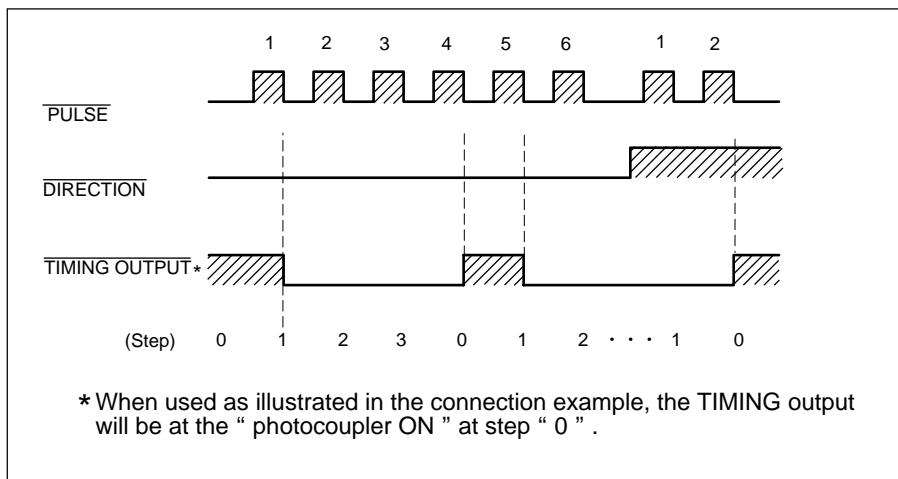 1 2 3 4 5 6 1 2
PULSE
DIRECTION
TIMING OUTPUT *
(Step) 0 1 2 3 0 1 2 · · · 1 0
* When used as illustrated in the connection example, the TIMING output
will be at the “ photocoupler ON ” at step “ 0 ” .